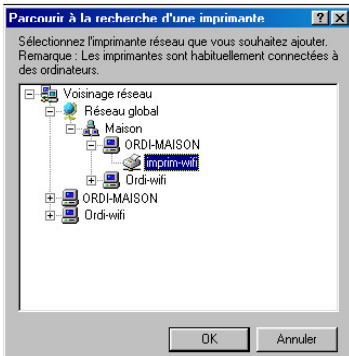 Parcourir à la recherche d'une imprimante
Sélectionnez l'imprimante réseau que vous souhaitez ajouter.
Remarque : Les imprimantes sont habituellement connectées à
des ordinateurs.
Voisinage réseau
Réseau global
Maison
ORDI-MAISON
imprim-wifi
Ordi-wifi
ORDI-MAISON
Ordi-wifi
OK
Annuler